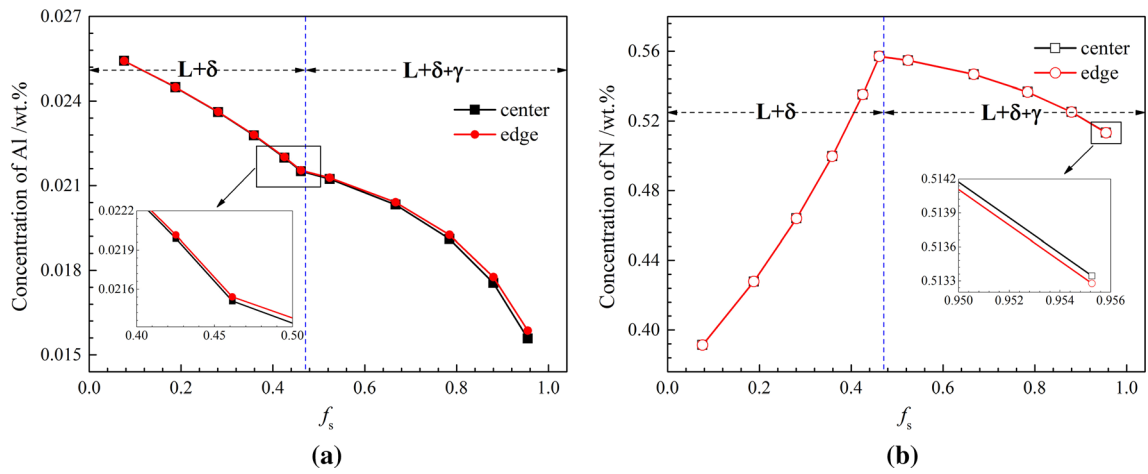 0.027
0.024
0.021
0.018
0.015
Concentration of Al /wt.%
L+δ
L+δ+γ
center
edge
0.0222
0.0219
0.0216
0.40 0.45 0.50
0.0 0.2 0.4 0.6 0.8 1.0
fs
(a)
0.56
0.52
0.48
0.44
0.40
Concentration of N /wt.%
center
edge
L+δ
L+δ+γ
0.5142
0.5139
0.5136
0.5133
0.950 0.952 0.954 0.956
0.0 0.2 0.4 0.6 0.8 1.0
fs
(b)